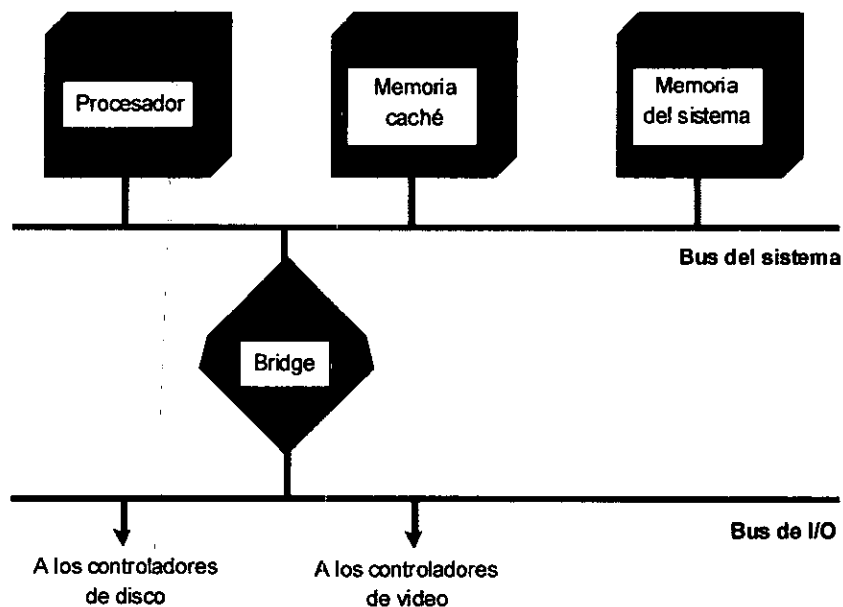 Procesador
Memoria
caché
Memoria
del sistema
Bus del sistema
Bridge
Bus de I/O
A los controladores
de disco
A los controladores
de video